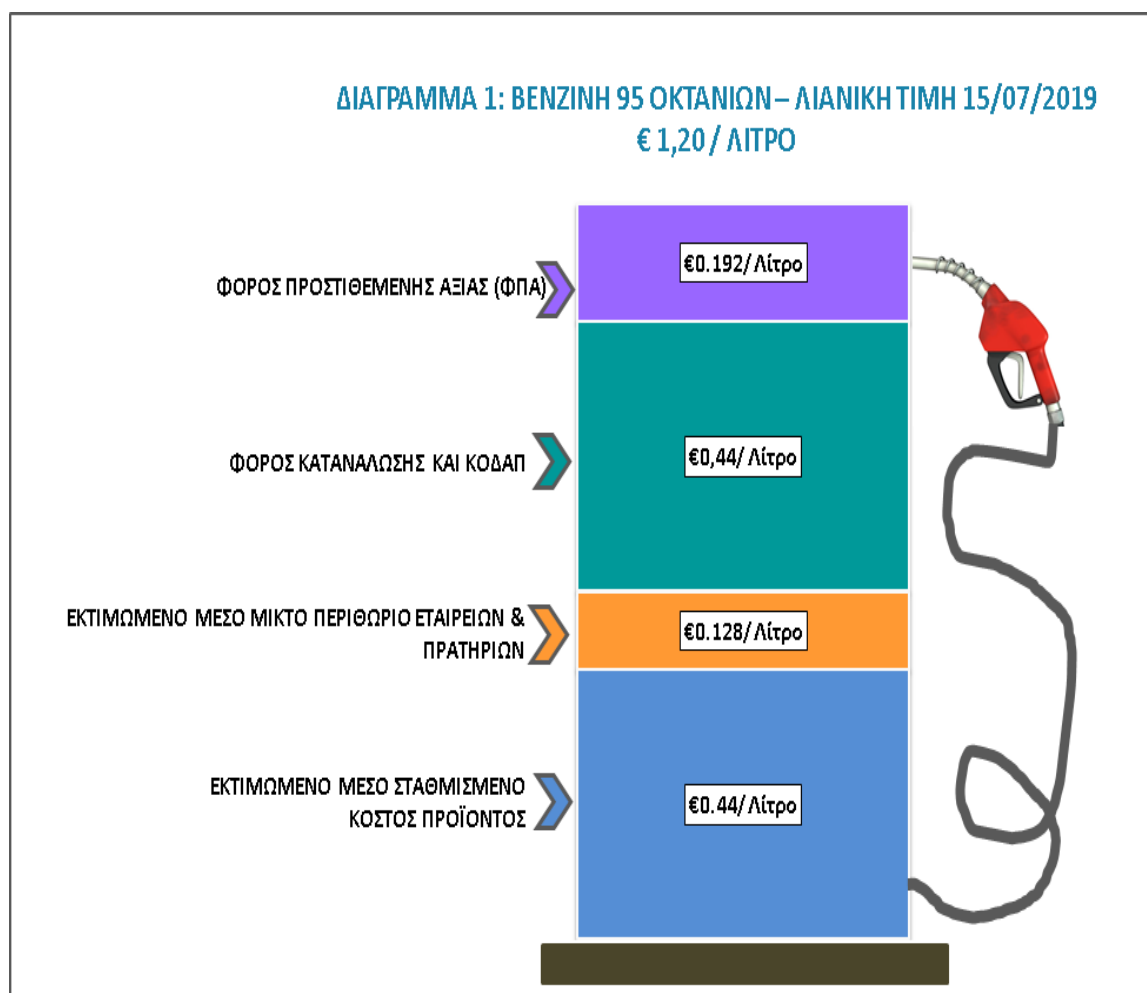 ΔΙΑΓΡΑΜΜΑ 1: ΒΕΝΖΙΝΗ 95 ΟΚΤΑΝΙΩΝ – ΛΙΑΝΙΚΗ ΤΙΜΗ 15/07/2019
€ 1,20 / ΛΙΤΡΟ
€0.192/ Λίτρο
ΦΟΡΟΣ ΠΡΟΣΤΙΘΕΜΕΝΗΣ ΑΞΙΑΣ (ΦΠΑ)
€0,44/ Λίτρο
ΦΟΡΟΣ ΚΑΤΑΝΑΛΩΣΗΣ ΚΑΙ ΚΟΔΑΠ
ΕΚΤΙΜΩΜΕΝΟ ΜΕΣΟ ΜΙΚΤΟ ΠΕΡΙΘΩΡΙΟ ΕΤΑΙΡΕΙΩΝ &
ΠΡΑΤΗΡΙΩΝ
€0.128/ Λίτρο
ΕΚΤΙΜΩΜΕΝΟ ΜΕΣΟ ΣΤΑΘΜΙΣΜΕΝΟ
ΚΟΣΤΟΣ ΠΡΟΪΟΝΤΟΣ
€0.44/ Λίτρο